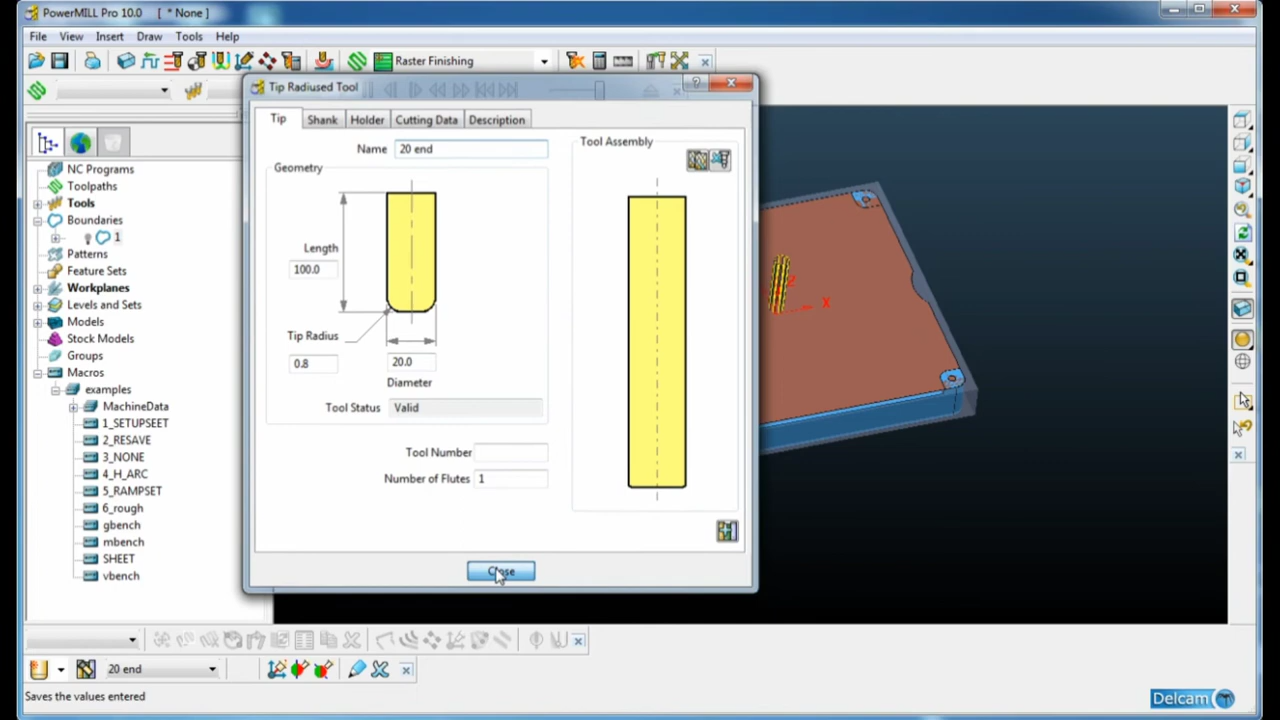 PowerMILL Pro 10.0 [ * None ]
File View Insert Draw Tools Help
Raster Finishing
Tip Radiused Tool
Tip Shank Holder Cutting Data Description
Name 20 end
Tool Assembly
Geometry
Length
100.0
Tip Radius
0.8
20.0
Diameter
Tool Status Valid
Tool Number
Number of Flutes 1
Close
NC Programs
Toolpaths
Tools
Boundaries
1
Patterns
Feature Sets
Workplanes
Levels and Sets
Models
Stock Models
Groups
Macros
examples
MachineData
1_SETUPSEET
2_RESAVE
3_NONE
4_H_ARC
5_RAMPSET
6_rough
gbench
mbench
SHEET
vbench
Z
X
20 end
Saves the values entered
Delcam